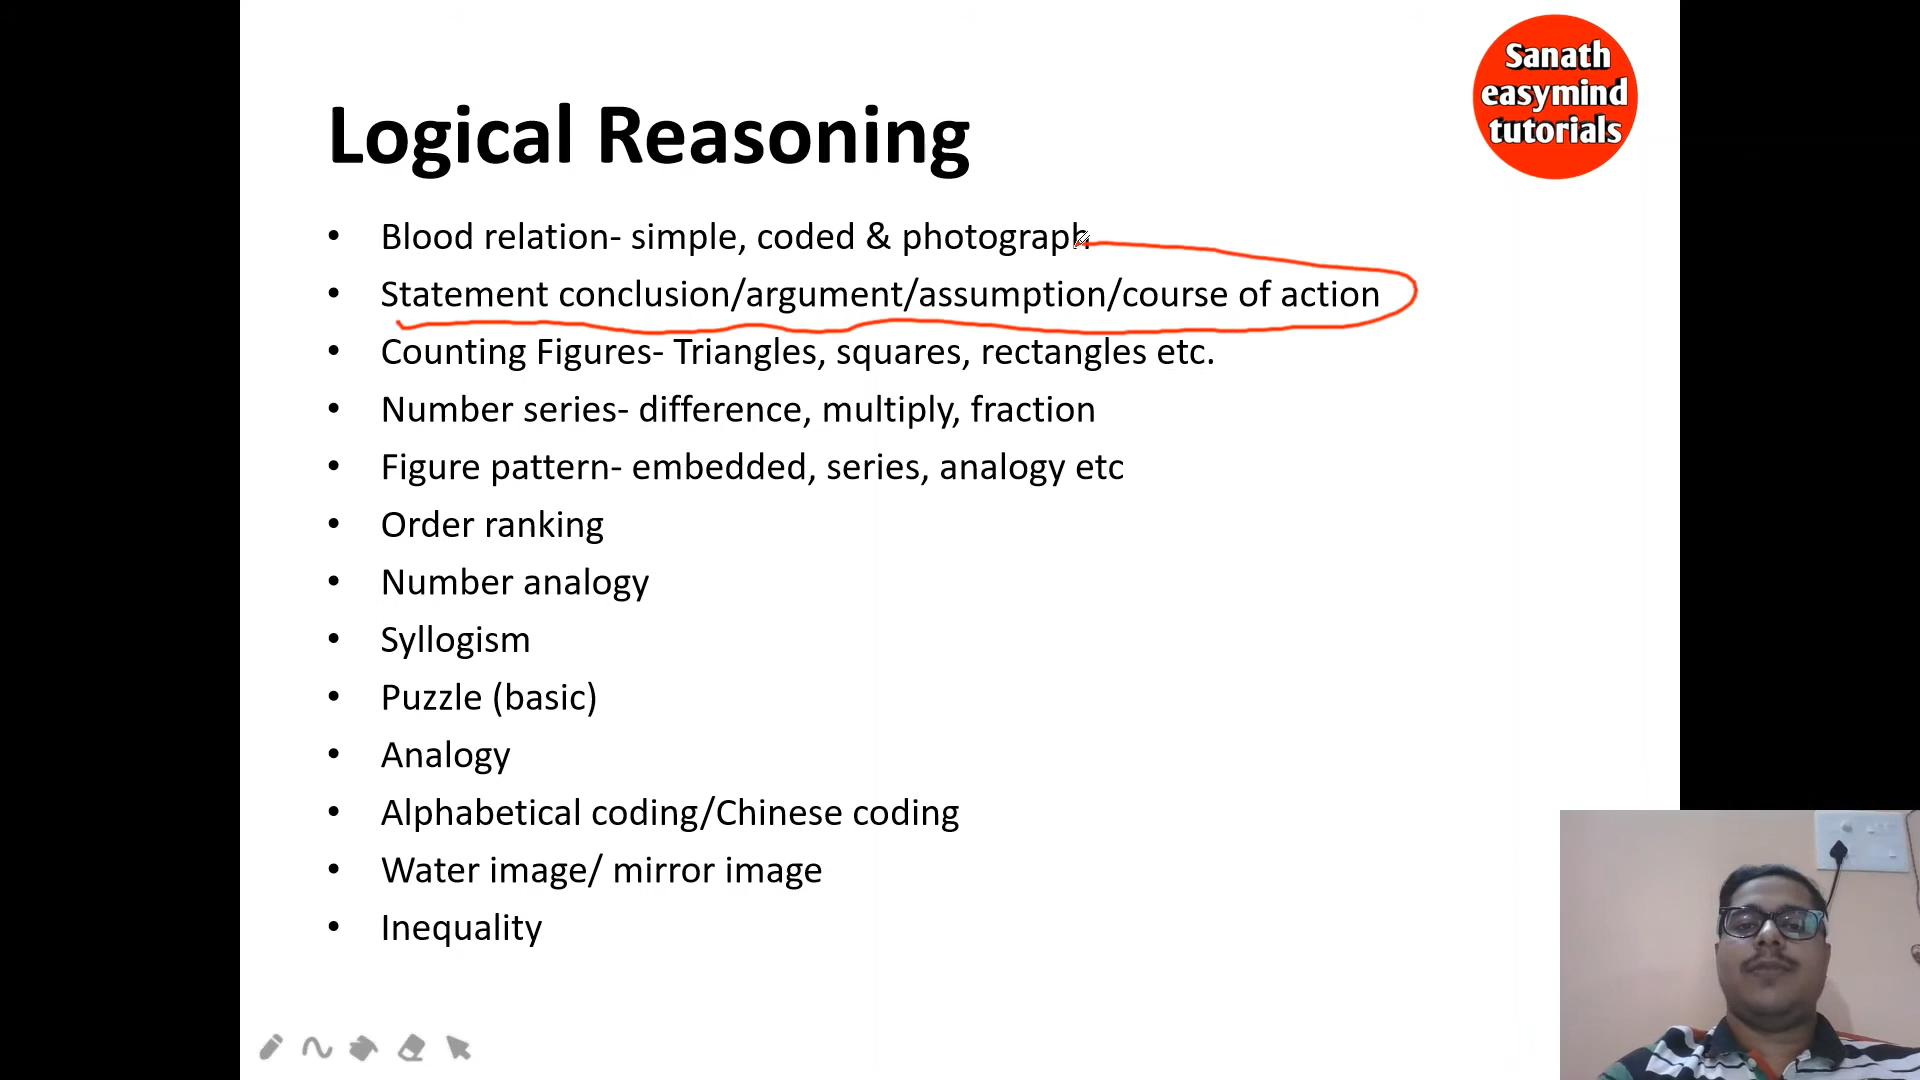 Sanath
easymind
tutorials
Logical Reasoning
• Blood relation- simple, coded & photograph
• Statement conclusion/argument/assumption/course of action
• Counting Figures- Triangles, squares, rectangles etc.
• Number series- difference, multiply, fraction
• Figure pattern- embedded, series, analogy etc
• Order ranking
• Number analogy
• Syllogism
• Puzzle (basic)
• Analogy
• Alphabetical coding/Chinese coding
• Water image/ mirror image
• Inequality